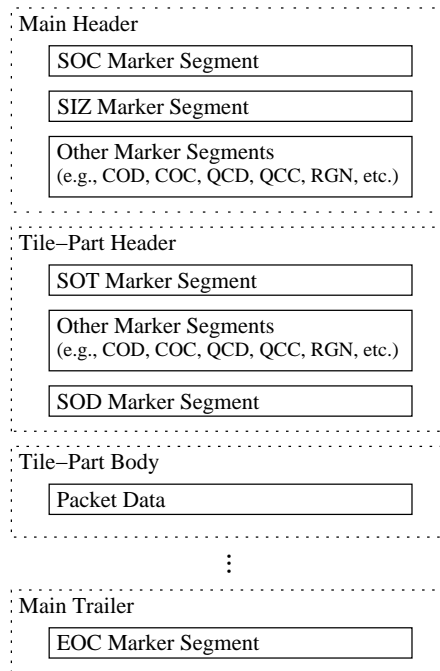 Main Header
SOC Marker Segment
SIZ Marker Segment
Other Marker Segments
(e.g., COD, COC, QCD, QCC, RGN, etc.)
Tile−Part Header
SOT Marker Segment
Other Marker Segments
(e.g., COD, COC, QCD, QCC, RGN, etc.)
SOD Marker Segment
Tile−Part Body
Packet Data
⋮
Main Trailer
EOC Marker Segment